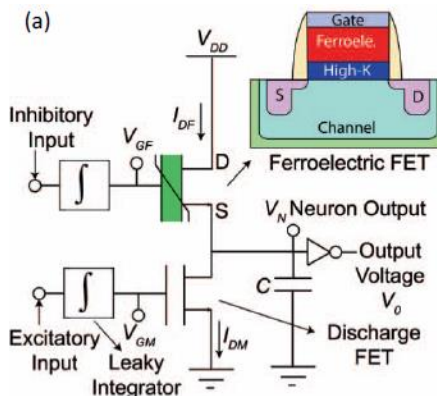 (a)
V_DD
Gate
Ferroele.
High-K
S
D
Channel
Ferroelectric FET
Inhibitory
Input
∫
V_GF
I_DF
D
S
V_N Neuron Output
Output
Voltage
V_0
C
∫
V_GM
I_DM
Excitatory
Input
Leaky
Integrator
Discharge
FET